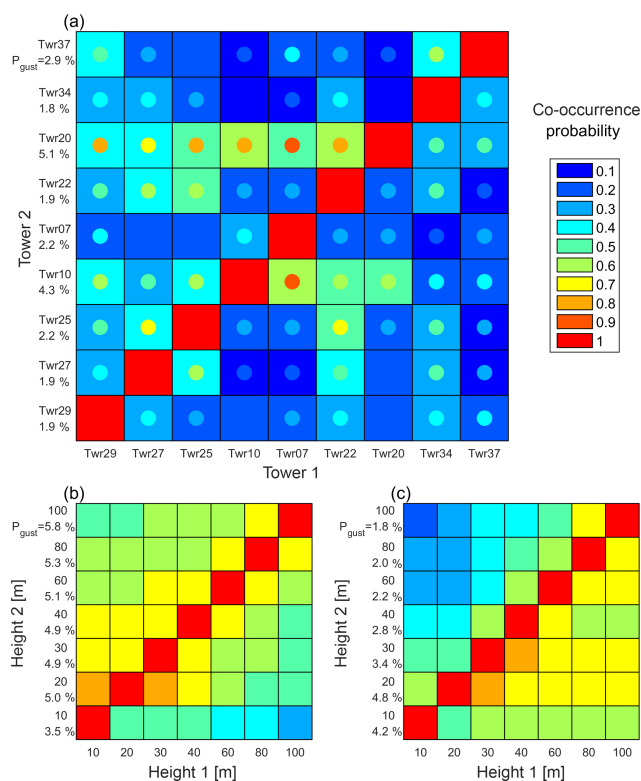 (a)
Twr37
P_gust=2.9 %
Twr34
1.8 %
Twr20
5.1 %
Twr22
1.9 %
Twr07
2.2 %
Twr10
4.3 %
Twr25
2.2 %
Twr27
1.9 %
Twr29
1.9 %
Tower 2
Twr29 Twr27 Twr25 Twr10 Twr07 Twr22 Twr20 Twr34 Twr37
Tower 1
Co-occurrence
probability
0.1
0.2
0.3
0.4
0.5
0.6
0.7
0.8
0.9
1
(b)
100
P_gust=5.8 %
80
5.3 %
60
5.1 %
40
4.9 %
30
4.9 %
20
5.0 %
10
3.5 %
Height 2 [m]
10 20 30 40 60 80 100
Height 1 [m]
(c)
100
P_gust=1.8 %
80
2.0 %
60
2.2 %
40
2.8 %
30
3.4 %
20
4.8 %
10
4.2 %
Height 2 [m]
10 20 30 40 60 80 100
Height 1 [m]